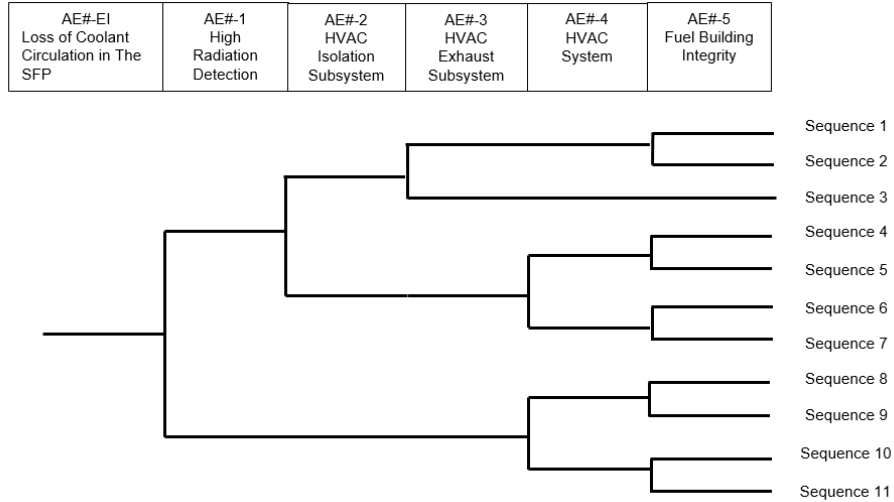 AE#-EI
Loss of Coolant
Circulation in The
SFP
AE#-1
High
Radiation
Detection
AE#-2
HVAC
Isolation
Subsystem
AE#-3
HVAC
Exhaust
Subsystem
AE#-4
HVAC
System
AE#-5
Fuel Building
Integrity
Sequence 1
Sequence 2
Sequence 3
Sequence 4
Sequence 5
Sequence 6
Sequence 7
Sequence 8
Sequence 9
Sequence 10
Sequence 11